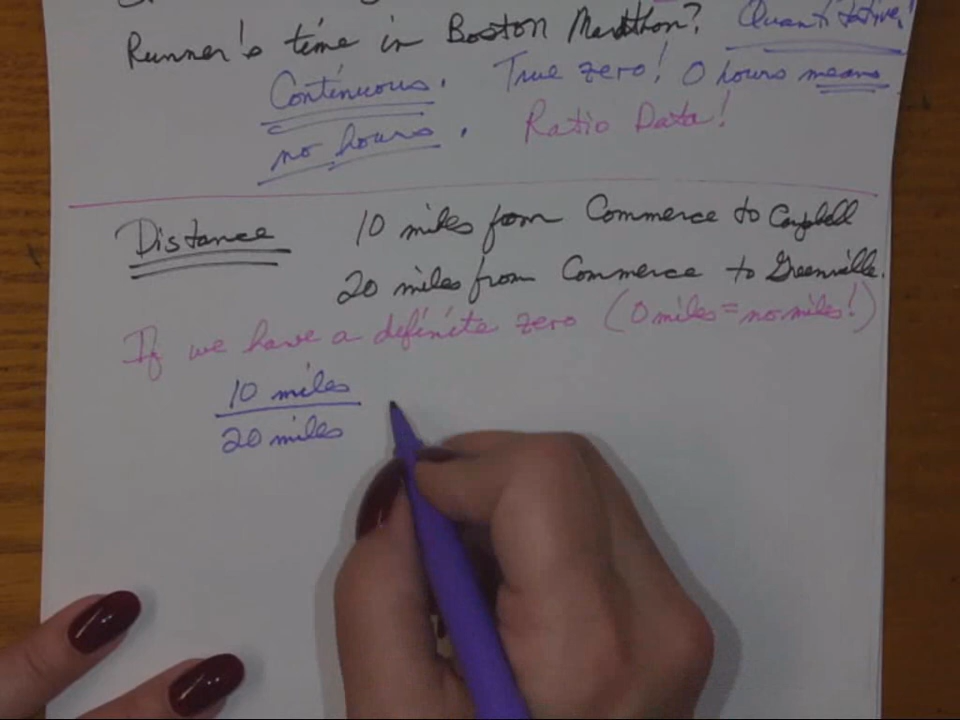 Runner's time in Boston Marathon? Quantitative!
Continuous. True zero! 0 hours means
no hours. Ratio Data!
Distance 10 miles from Commerce to Campbell
20 miles from Commerce to Greenville.
If we have a definite zero (0 miles = no miles!)
10 miles
20 miles